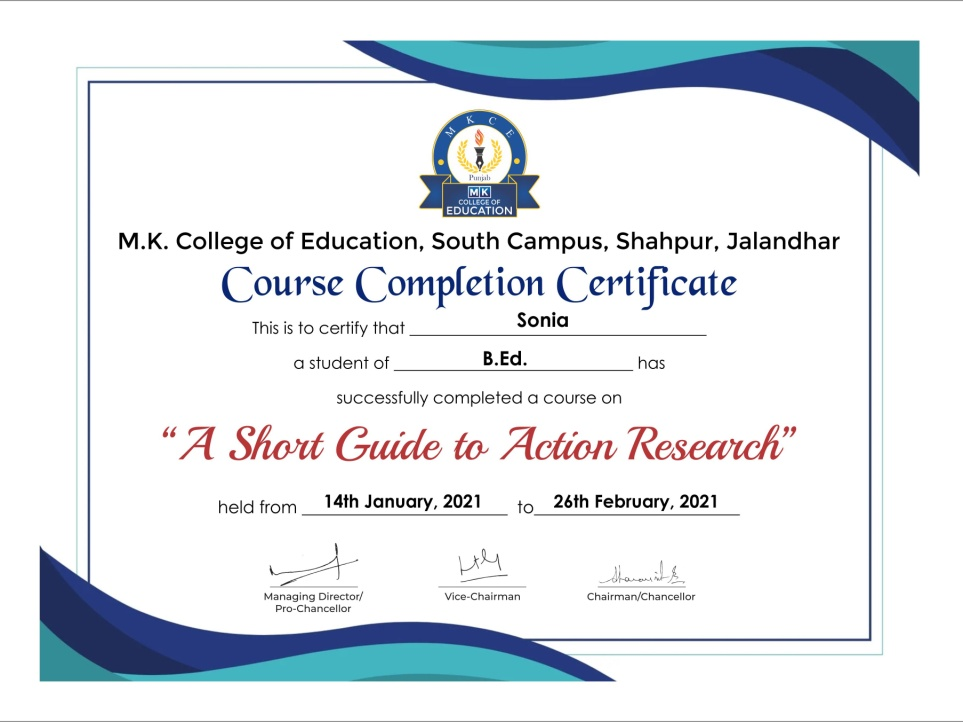 M K C E
Punjab
MK
COLLEGE OF
EDUCATION
M.K. College of Education, South Campus, Shahpur, Jalandhar
Course Completion Certificate
This is to certify that Sonia
a student of B.Ed. has
successfully completed a course on
“A Short Guide to Action Research”
held from 14th January, 2021 to 26th February, 2021
Managing Director/ Vice-Chairman Chairman/Chancellor
Pro-Chancellor